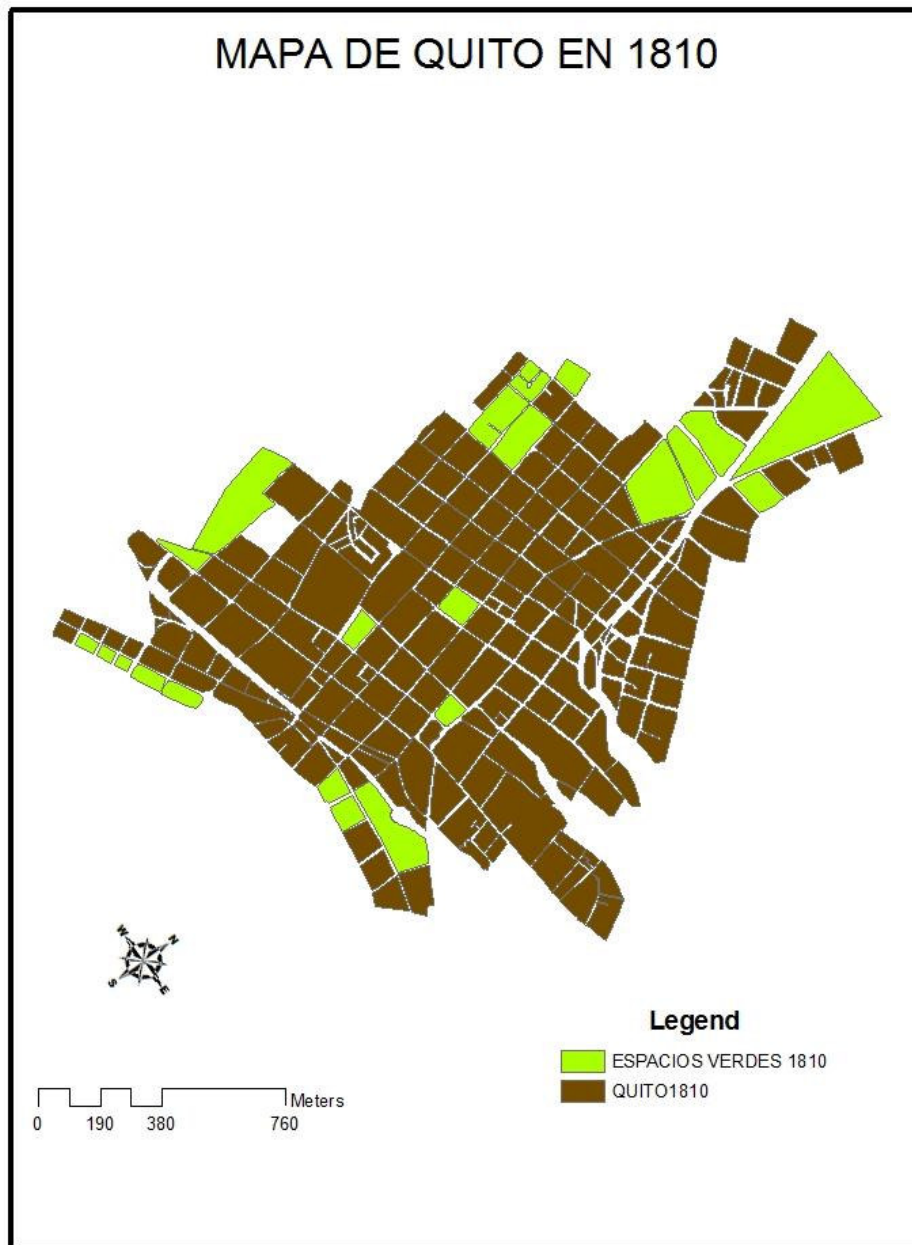 MAPA DE QUITO EN 1810
W
N
S
E
Legend
ESPACIOS VERDES 1810
QUITO1810
Meters
0 190 380 760